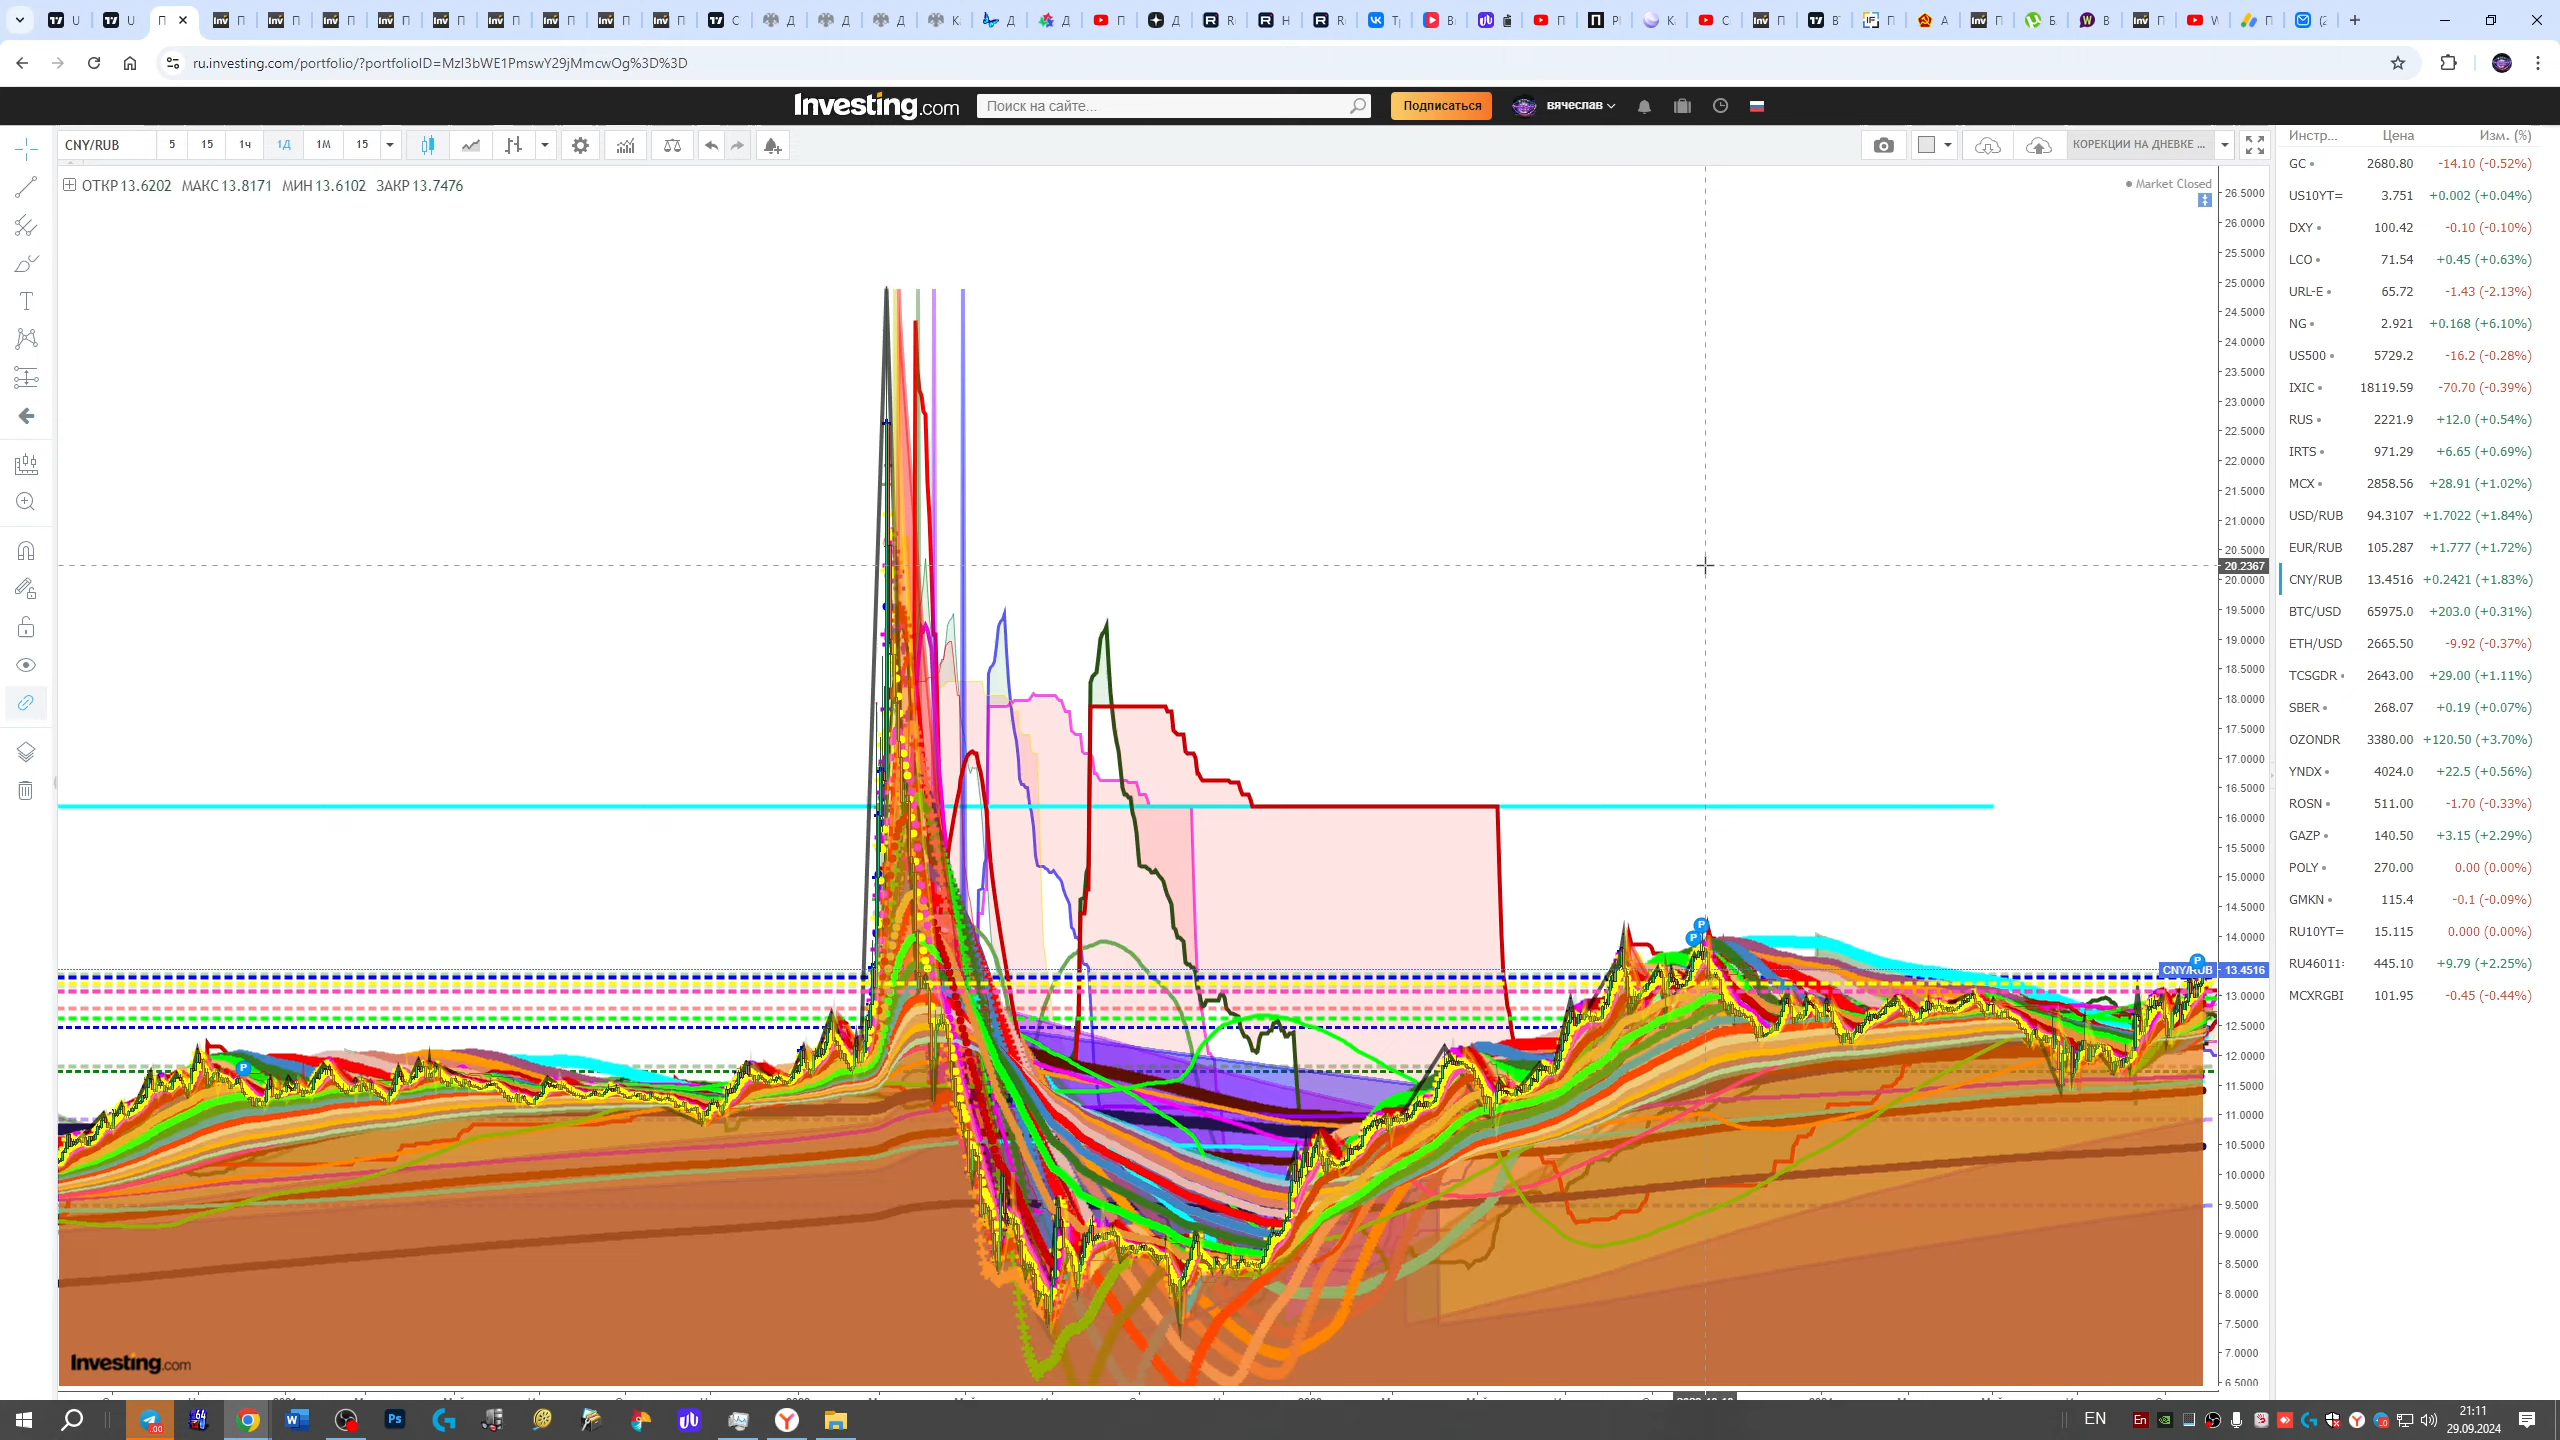 U
U
П
П
П
П
П
П
П
П
П
П
С
Д
Д
Д
К
Д
Д
П
Д
R
Н
R
Т
В
П
РІ
К
С
П
В
П
А
П
Б
В
П
V
П
(2
ru.investing.com/portfolio/?portfolioID=MzI3bWE1PmswY29jMmcwOg%3D%3D
Investing.com
Поиск на сайте...
Подписаться
вячеслав
CNY/RUB
5
15
1ч
1Д
1М
15
КОРЕКЦИИ НА ДНЕВКЕ ...
ОТКР 13.6202 МАКС 13.8171 МИН 13.6102 ЗАКР 13.7476
Market Closed
26.5000
26.0000
25.5000
25.0000
24.5000
24.0000
23.5000
23.0000
22.5000
22.0000
21.5000
21.0000
20.5000
20.2367
20.0000
19.5000
19.0000
18.5000
18.0000
17.5000
17.0000
16.5000
16.0000
15.5000
15.0000
14.5000
14.0000
CNY/RUB 13.4516
13.0000
12.5000
12.0000
11.5000
11.0000
10.5000
10.0000
9.5000
9.0000
8.5000
8.0000
7.5000
7.0000
6.5000
P
P
P
P
Investing.com
Инстр... Цена Изм. (%)
GC 2680.80 -14.10 (-0.52%)
US10YT= 3.751 +0.002 (+0.04%)
DXY 100.42 -0.10 (-0.10%)
LCO 71.54 +0.45 (+0.63%)
URL-E 65.72 -1.43 (-2.13%)
NG 2.921 +0.168 (+6.10%)
US500 5729.2 -16.2 (-0.28%)
IXIC 18119.59 -70.70 (-0.39%)
RUS 2221.9 +12.0 (+0.54%)
IRTS 971.29 +6.65 (+0.69%)
MCX 2858.56 +28.91 (+1.02%)
USD/RUB 94.3107 +1.7022 (+1.84%)
EUR/RUB 105.287 +1.777 (+1.72%)
CNY/RUB 13.4516 +0.2421 (+1.83%)
BTC/USD 65975.0 +203.0 (+0.31%)
ETH/USD 2665.50 -9.92 (-0.37%)
TCSGDR 2643.00 +29.00 (+1.11%)
SBER 268.07 +0.19 (+0.07%)
OZONDR 3380.00 +120.50 (+3.70%)
YNDX 4024.0 +22.5 (+0.56%)
ROSN 511.00 -1.70 (-0.33%)
GAZP 140.50 +3.15 (+2.29%)
POLY 270.00 0.00 (0.00%)
GMKN 115.4 -0.1 (-0.09%)
RU10YT= 15.115 0.000 (0.00%)
RU46011: 445.10 +9.79 (+2.25%)
MCXRGBI 101.95 -0.45 (-0.44%)
EN
21:11
29.09.2024